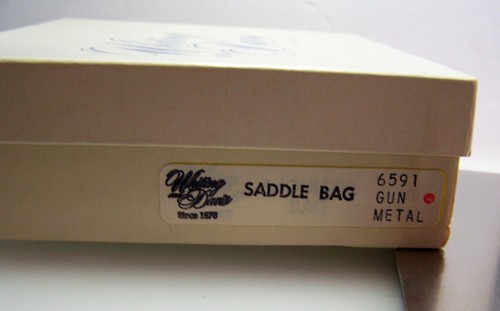 Whiting and Davis
Since 1876
SADDLE BAG
6591
GUN
METAL